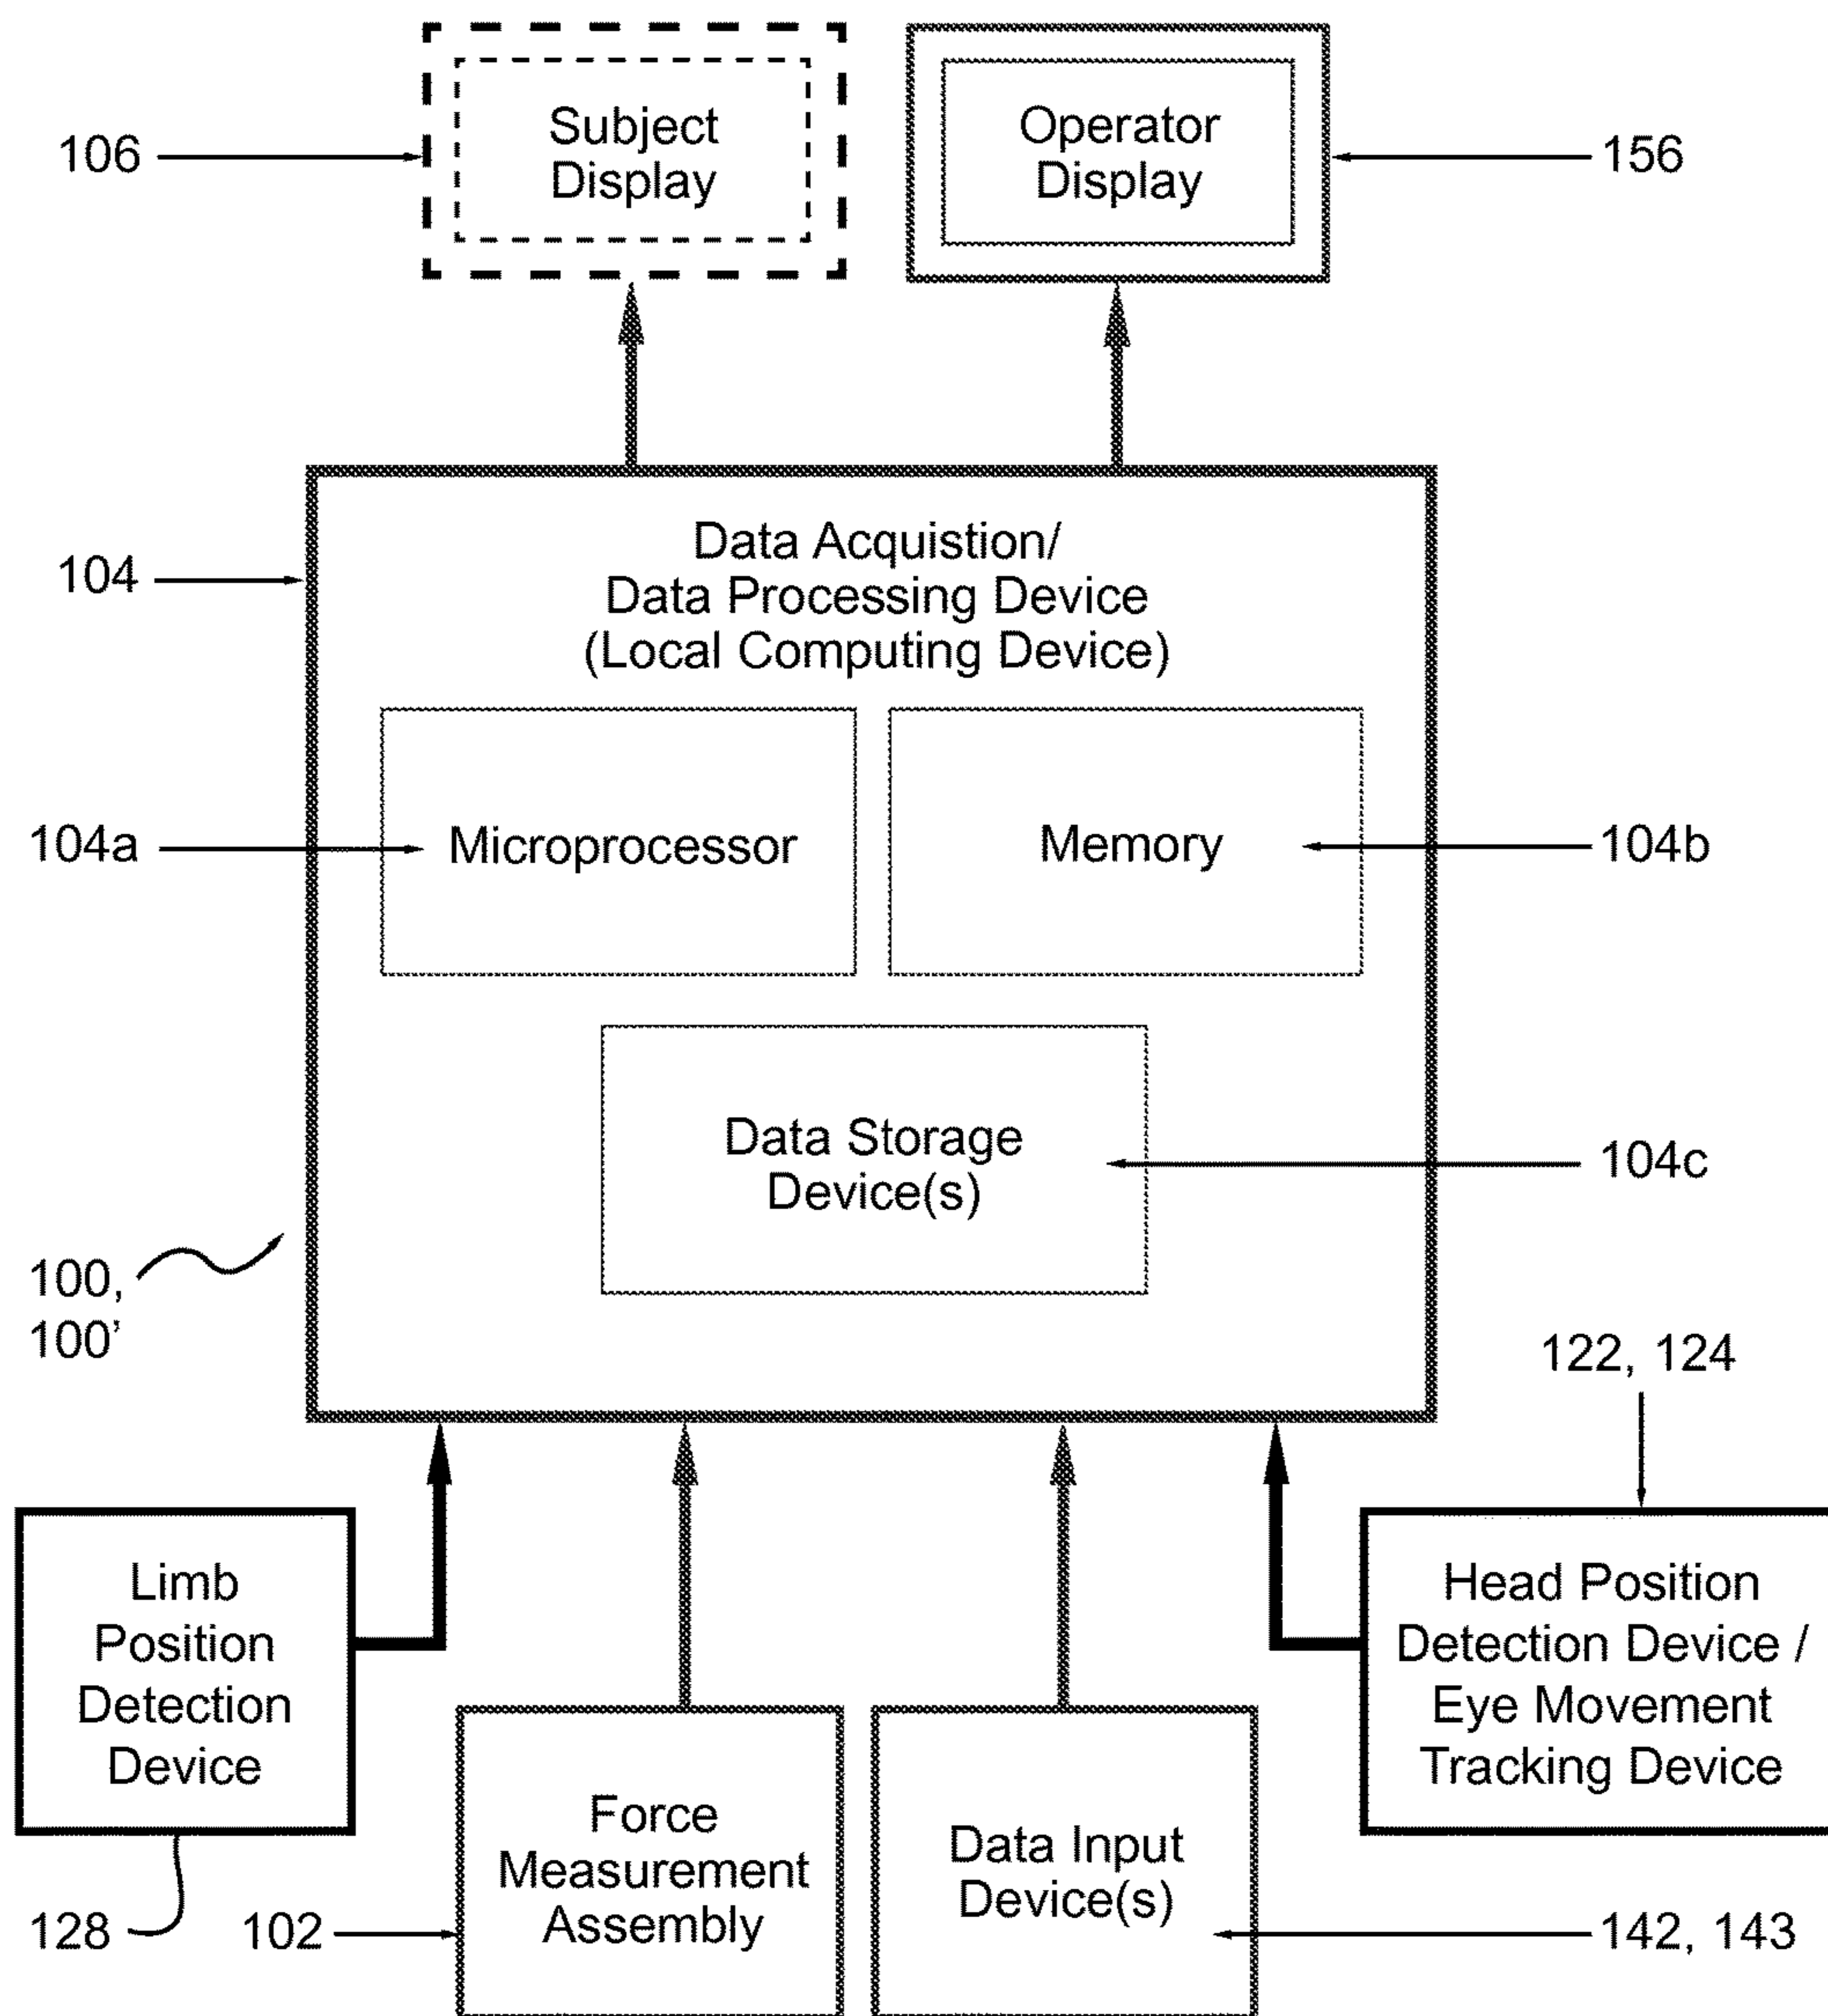 106
Subject
Display
Operator
Display
156
104
Data Acquistion/
Data Processing Device
(Local Computing Device)
104a
Microprocessor
Memory
104b
Data Storage
Device(s)
104c
100,
100’
122, 124
Limb
Position
Detection
Device
Head Position
Detection Device /
Eye Movement
Tracking Device
Force
Measurement
Assembly
Data Input
Device(s)
128
102
142, 143